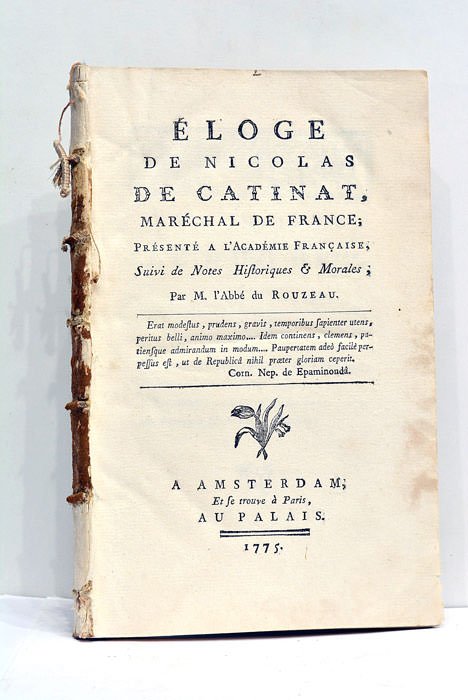 ÉLOGE
DE NICOLAS
DE CATINAT,
MARÉCHAL DE FRANCE;
PRÉSENTÉ A L'ACADÉMIE FRANÇAISE,
Suivi de Notes Hiſtoriques & Morales;
Par M. l'Abbé du ROUZEAU.
Erat modeſtus, prudens, gravis, temporibus ſapienter utens,
peritus belli, animo maximo.... Idem continens, clemens, pa-
tienſque admirandum in modum.... Paupertatem adeò facilè per-
peſſus eſt, ut de Republicâ nihil præter gloriam ceperit.
Corn. Nep. de Epaminondâ.
A AMSTERDAM;
Et ſe trouve à Paris,
AU PALAIS.
1775.